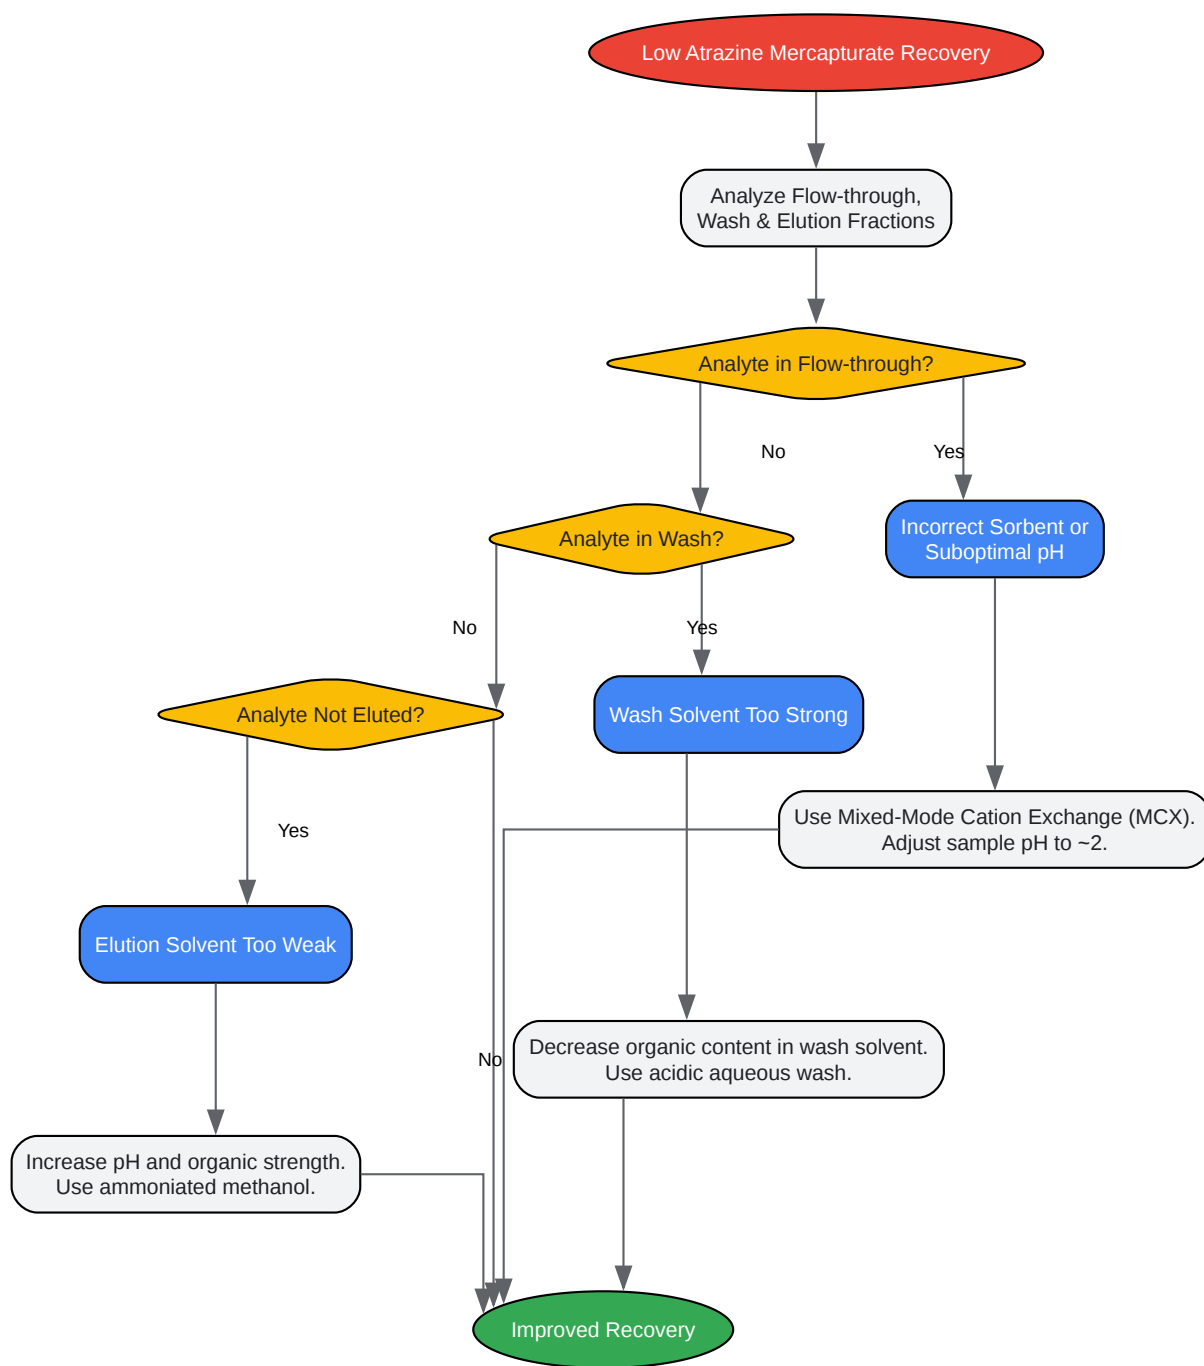 Low Atrazine Mercapturate Recovery
Analyze Flow-through,
Wash & Elution Fractions
Analyte in Flow-through?
No
Yes
Analyte in Wash?
Incorrect Sorbent or
Suboptimal pH
No
Yes
Analyte Not Eluted?
Wash Solvent Too Strong
Use Mixed-Mode Cation Exchange (MCX).
Adjust sample pH to ~2.
Yes
Elution Solvent Too Weak
Decrease organic content in wash solvent.
Use acidic aqueous wash.
No
Increase pH and organic strength.
Use ammoniated methanol.
Improved Recovery